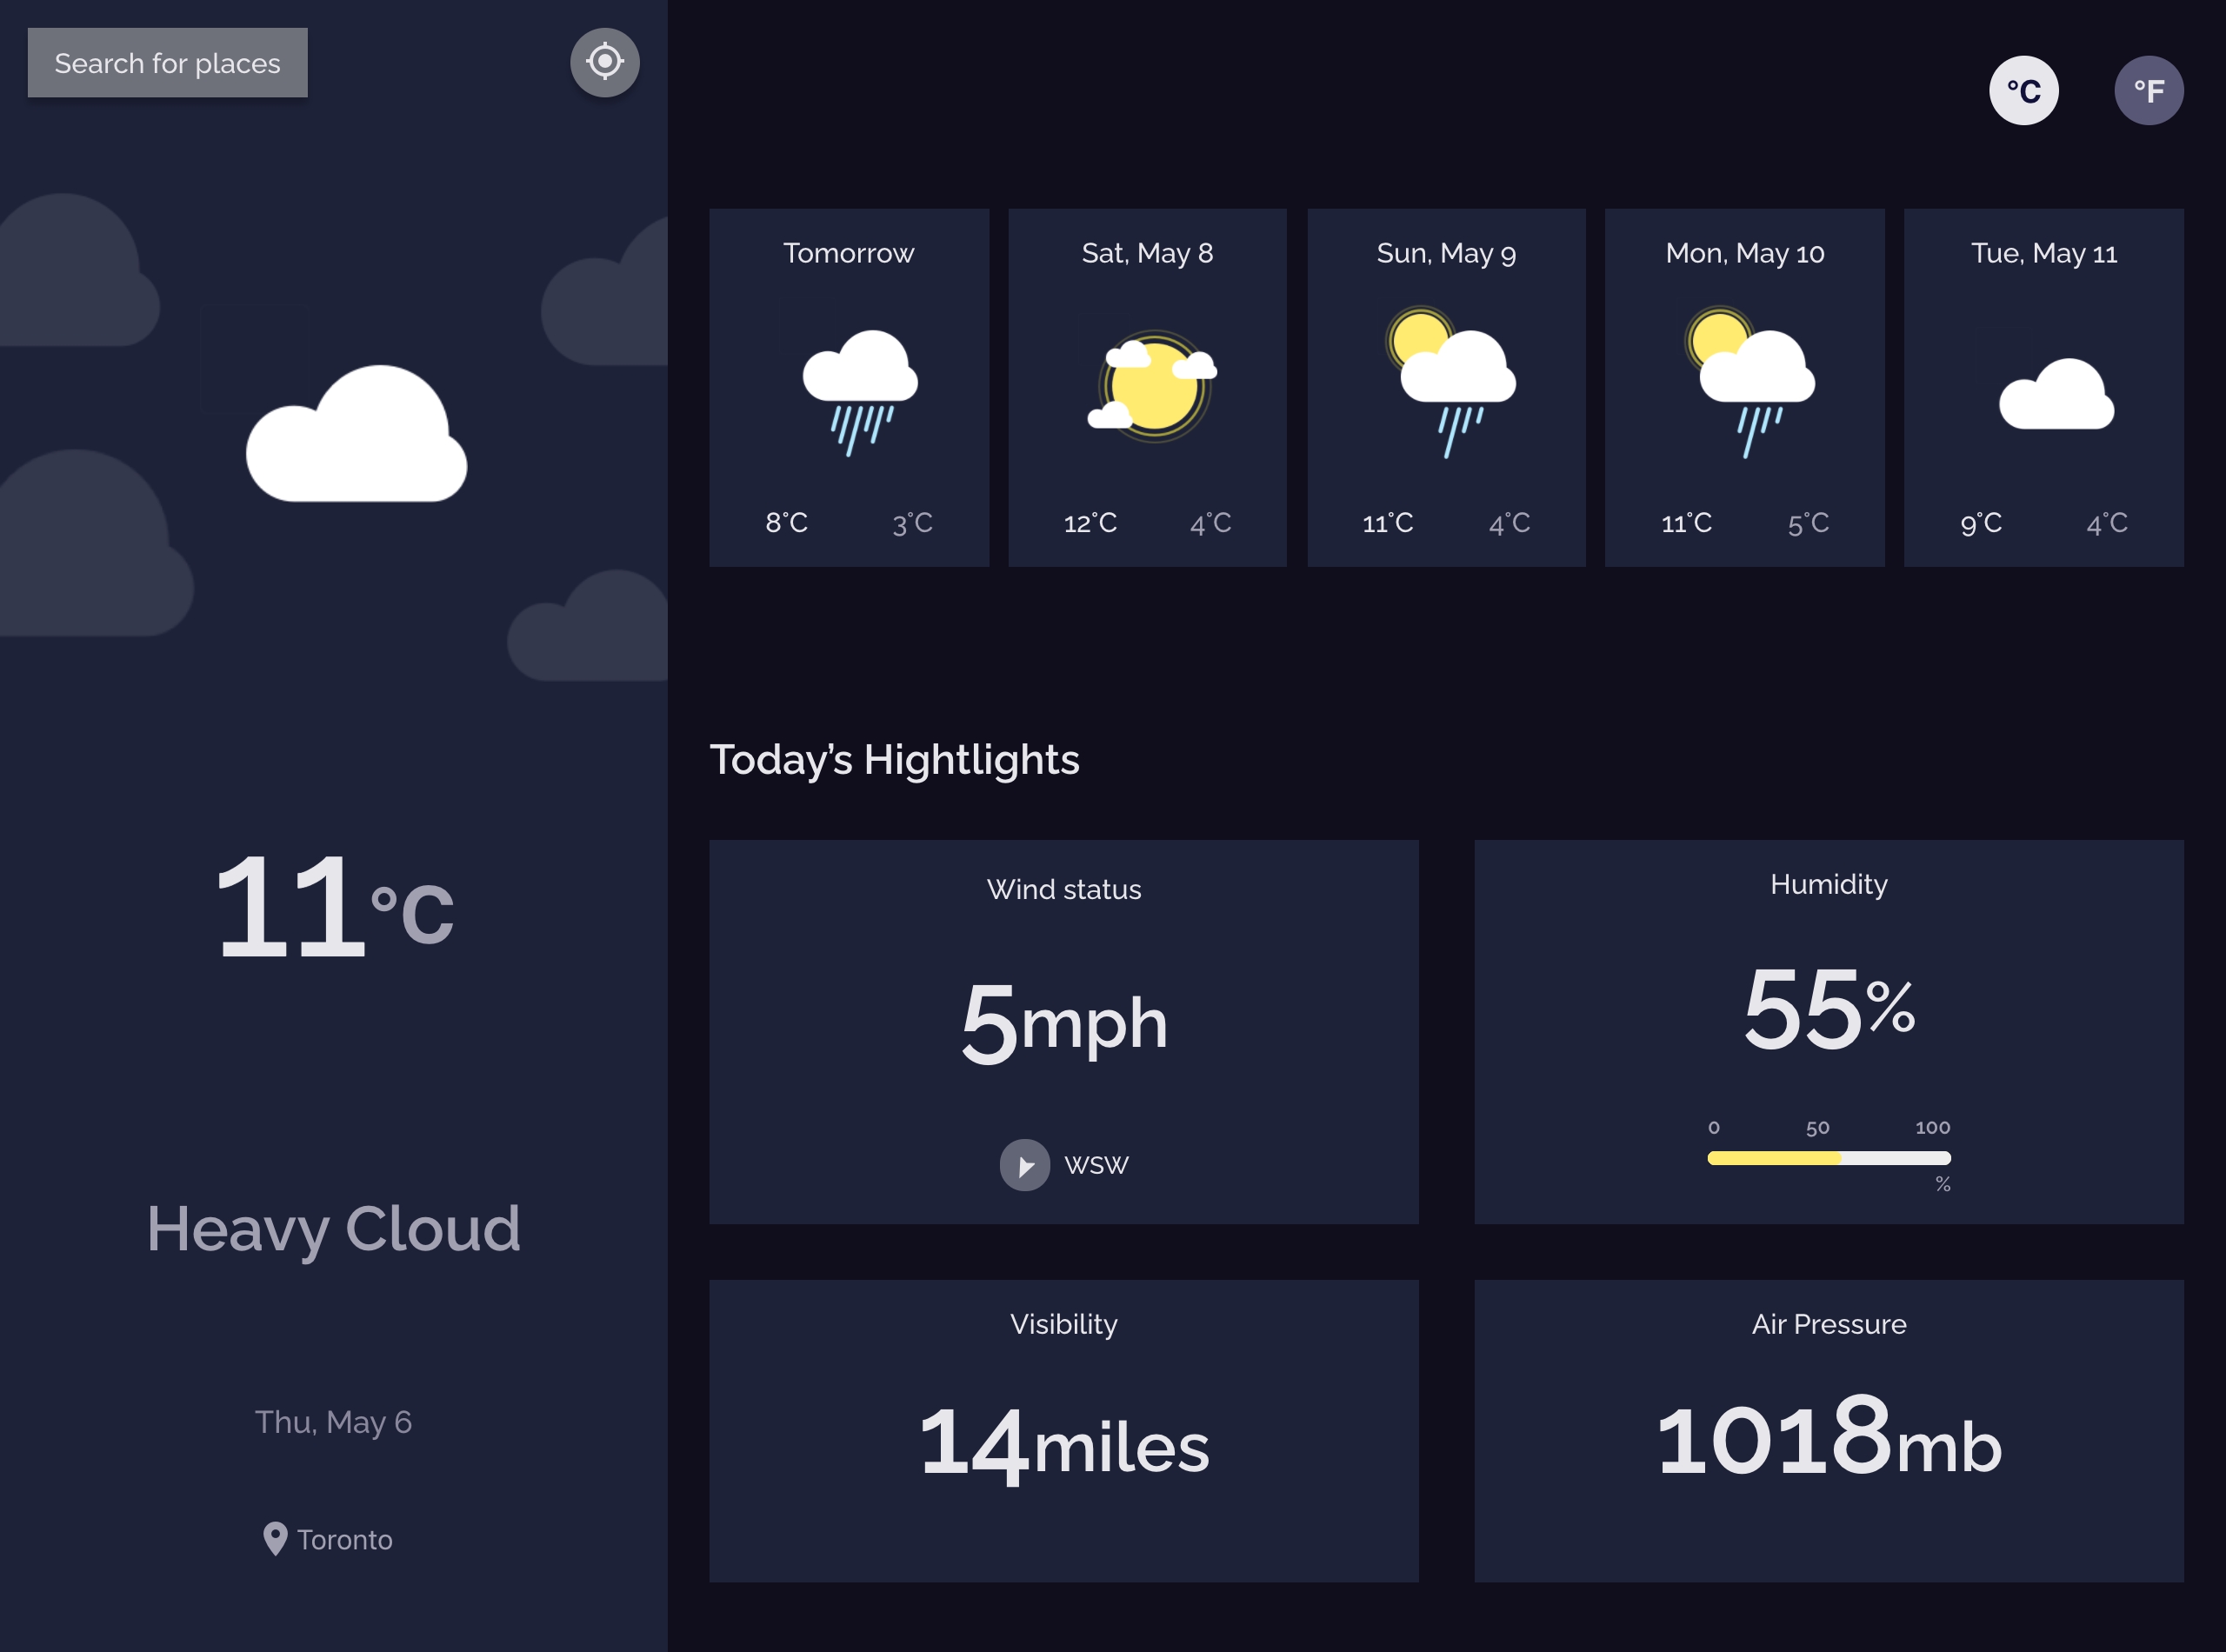 Search for places
°C
°F
Tomorrow
8°C 3°C
Sat, May 8
12°C 4°C
Sun, May 9
11°C 4°C
Mon, May 10
11°C 5°C
Tue, May 11
9°C 4°C
11°C
Heavy Cloud
Thu, May 6
Toronto
Today’s Hightlights
Wind status
5mph
WSW
Humidity
55%
0 50 100
%
Visibility
14miles
Air Pressure
1018mb